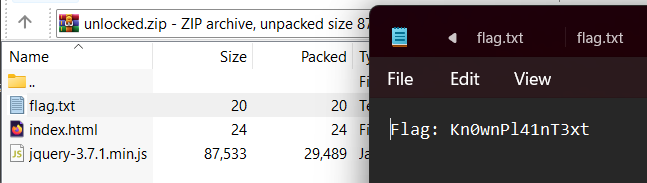 unlocked.zip - ZIP archive, unpacked size 87
Name Size Packed Ty
.. Fi
flag.txt 20 20 Te
index.html 24 24 Fi
JS jquery-3.7.1.min.js 87,533 29,489 Ja
flag.txt flag.txt
File Edit View
Flag: Kn0wnPl41nT3xt